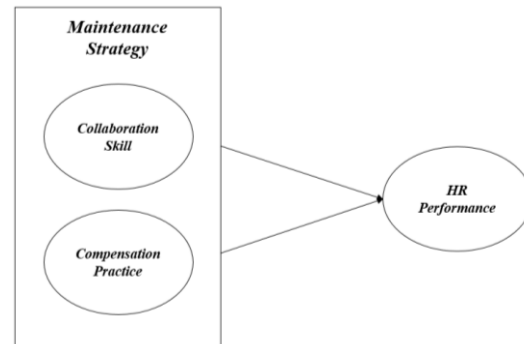 Maintenance
Strategy
Collaboration
Skill
Compensation
Practice
HR
Performance